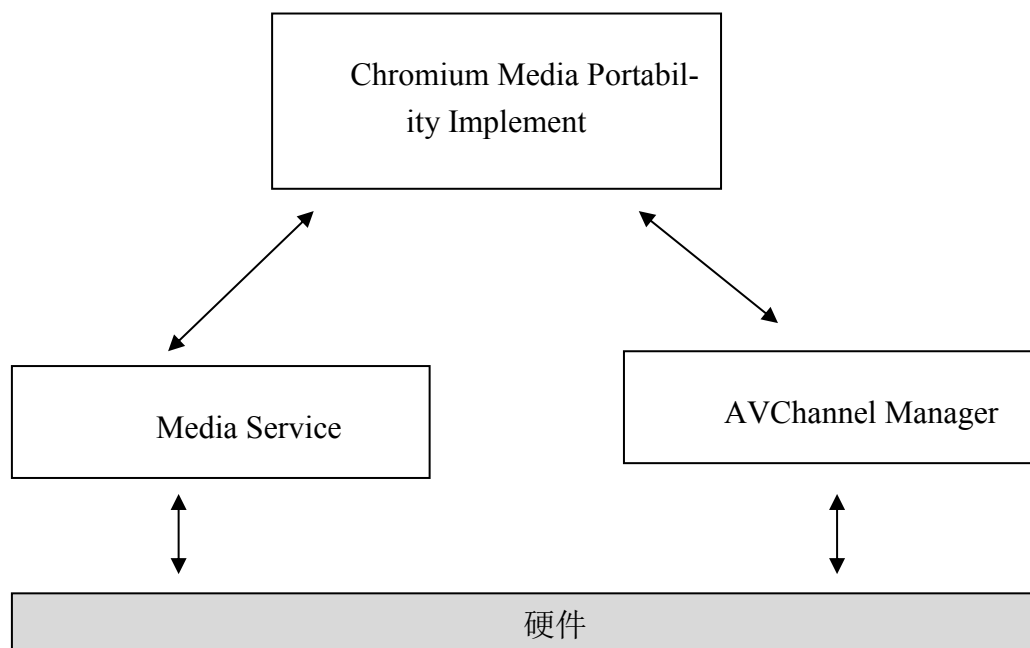 Chromium Media Portabil-
ity Implement
Media Service
AVChannel Manager
硬件